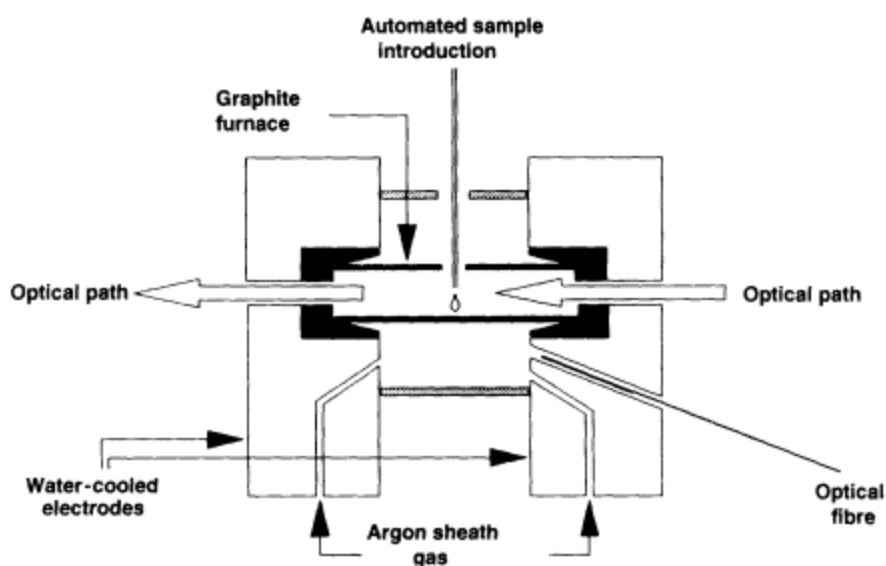 Automated sample
introduction
Graphite
furnace
Optical path
Optical path
Water-cooled
electrodes
Argon sheath
gas
Optical
fibre